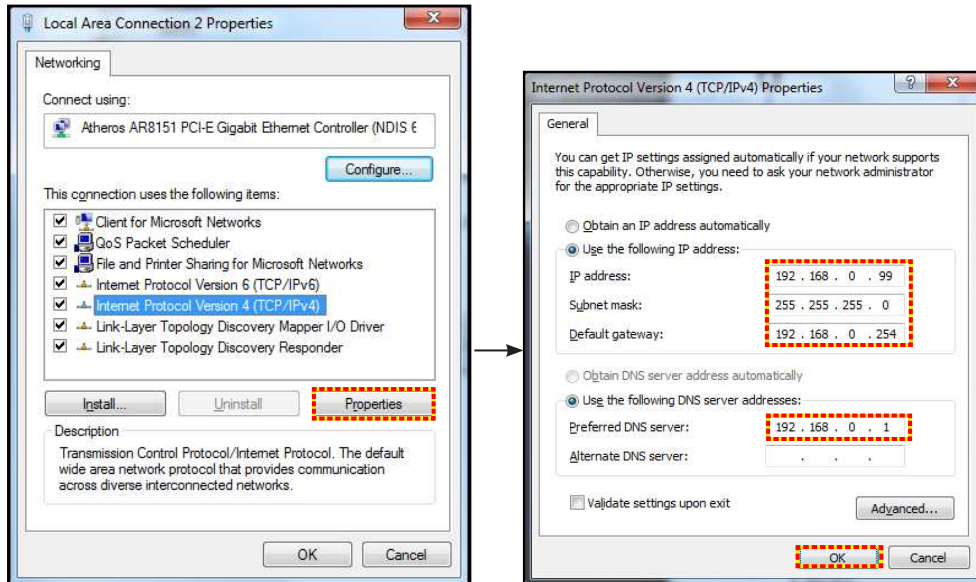 Local Area Connection 2 Properties
Networking
Connect using:
Atheros AR8151 PCI-E Gigabit Ethernet Controller (NDIS 6
Configure...
This connection uses the following items:
Client for Microsoft Networks
QoS Packet Scheduler
File and Printer Sharing for Microsoft Networks
Internet Protocol Version 6 (TCP/IPv6)
Internet Protocol Version 4 (TCP/IPv4)
Link-Layer Topology Discovery Mapper I/O Driver
Link-Layer Topology Discovery Responder
Install... Uninstall Properties
Description
Transmission Control Protocol/Internet Protocol. The default
wide area network protocol that provides communication
across diverse interconnected networks.
OK Cancel
Internet Protocol Version 4 (TCP/IPv4) Properties
General
You can get IP settings assigned automatically if your network supports
this capability. Otherwise, you need to ask your network administrator
for the appropriate IP settings.
Obtain an IP address automatically
Use the following IP address:
IP address: 192 . 168 . 0 . 99
Subnet mask: 255 . 255 . 255 . 0
Default gateway: 192 . 168 . 0 . 254
Obtain DNS server address automatically
Use the following DNS server addresses:
Preferred DNS server: 192 . 168 . 0 . 1
Alternate DNS server: . . .
Validate settings upon exit
Advanced...
OK Cancel